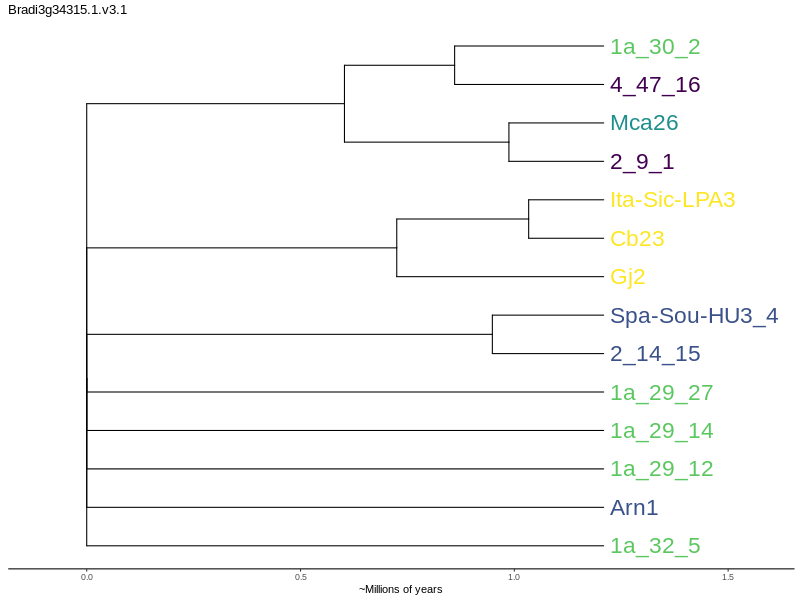 Bradi3g34315.1.v3.1
1a_30_2
4_47_16
Mca26
2_9_1
Ita-Sic-LPA3
Cb23
Gj2
Spa-Sou-HU3_4
2_14_15
1a_29_27
1a_29_14
1a_29_12
Arn1
1a_32_5
0.0 0.5 1.0 1.5
~Millions of years